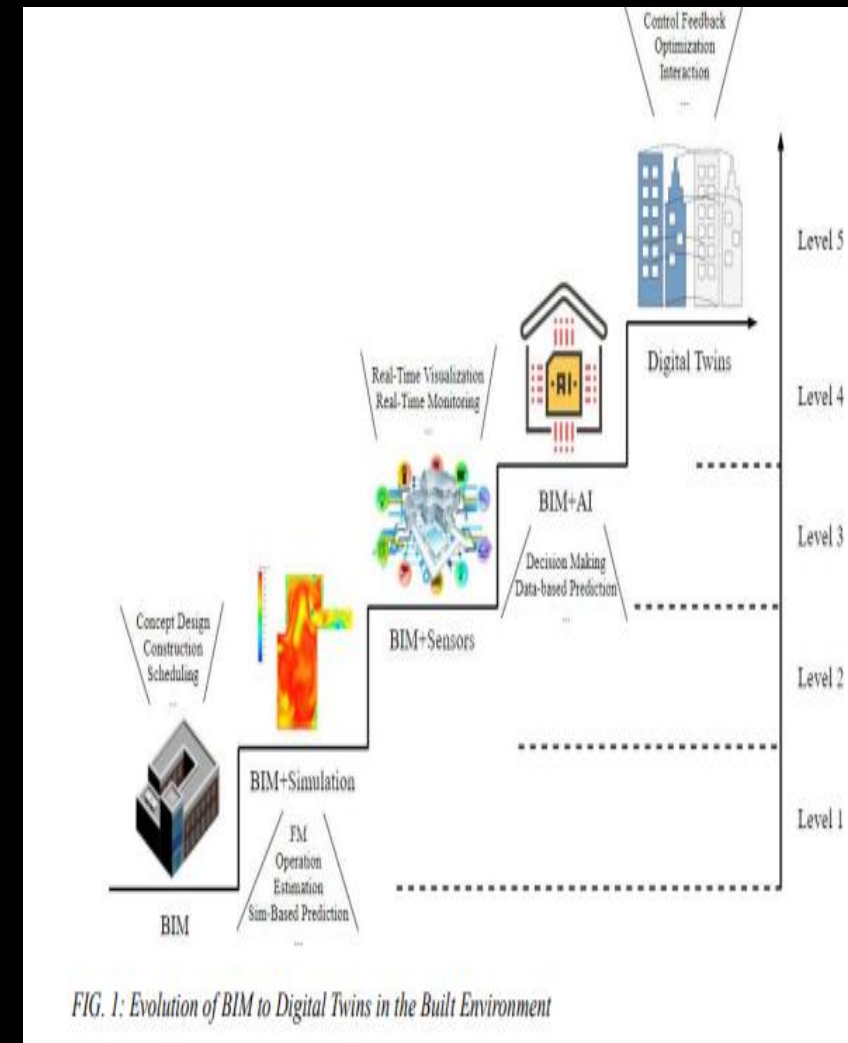 Control Feedback
Optimization
Interaction
...
Level 5
Digital Twins
Real-Time Visualization
Real-Time Monitoring
...
AI
Level 4
BIM+AI
Decision Making
Data-based Prediction
...
Level 3
BIM+Sensors
Concept Design
Construction
Scheduling
...
Level 2
BIM+Simulation
FM
Operation
Estimation
Sim-Based Prediction
...
Level 1
BIM
FIG. 1: Evolution of BIM to Digital Twins in the Built Environment